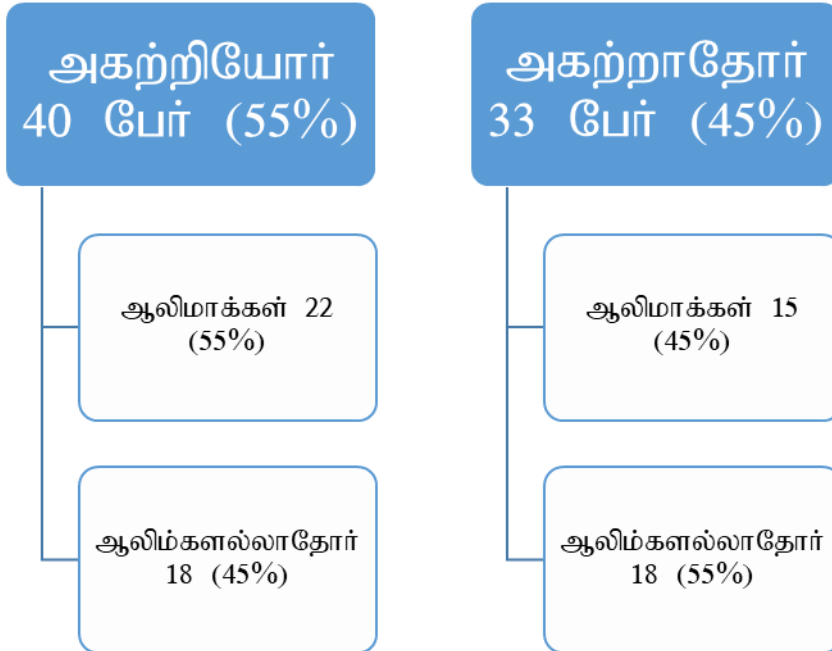 அகற்றியோர்
40 பேர் (55%)
ஆலிமாக்கள் 22
(55%)
ஆலிம்களல்லாதோர்
18 (45%)
அகற்றாதோர்
33 பேர் (45%)
ஆலிமாக்கள் 15
(45%)
ஆலிம்களல்லாதோர்
18 (55%)